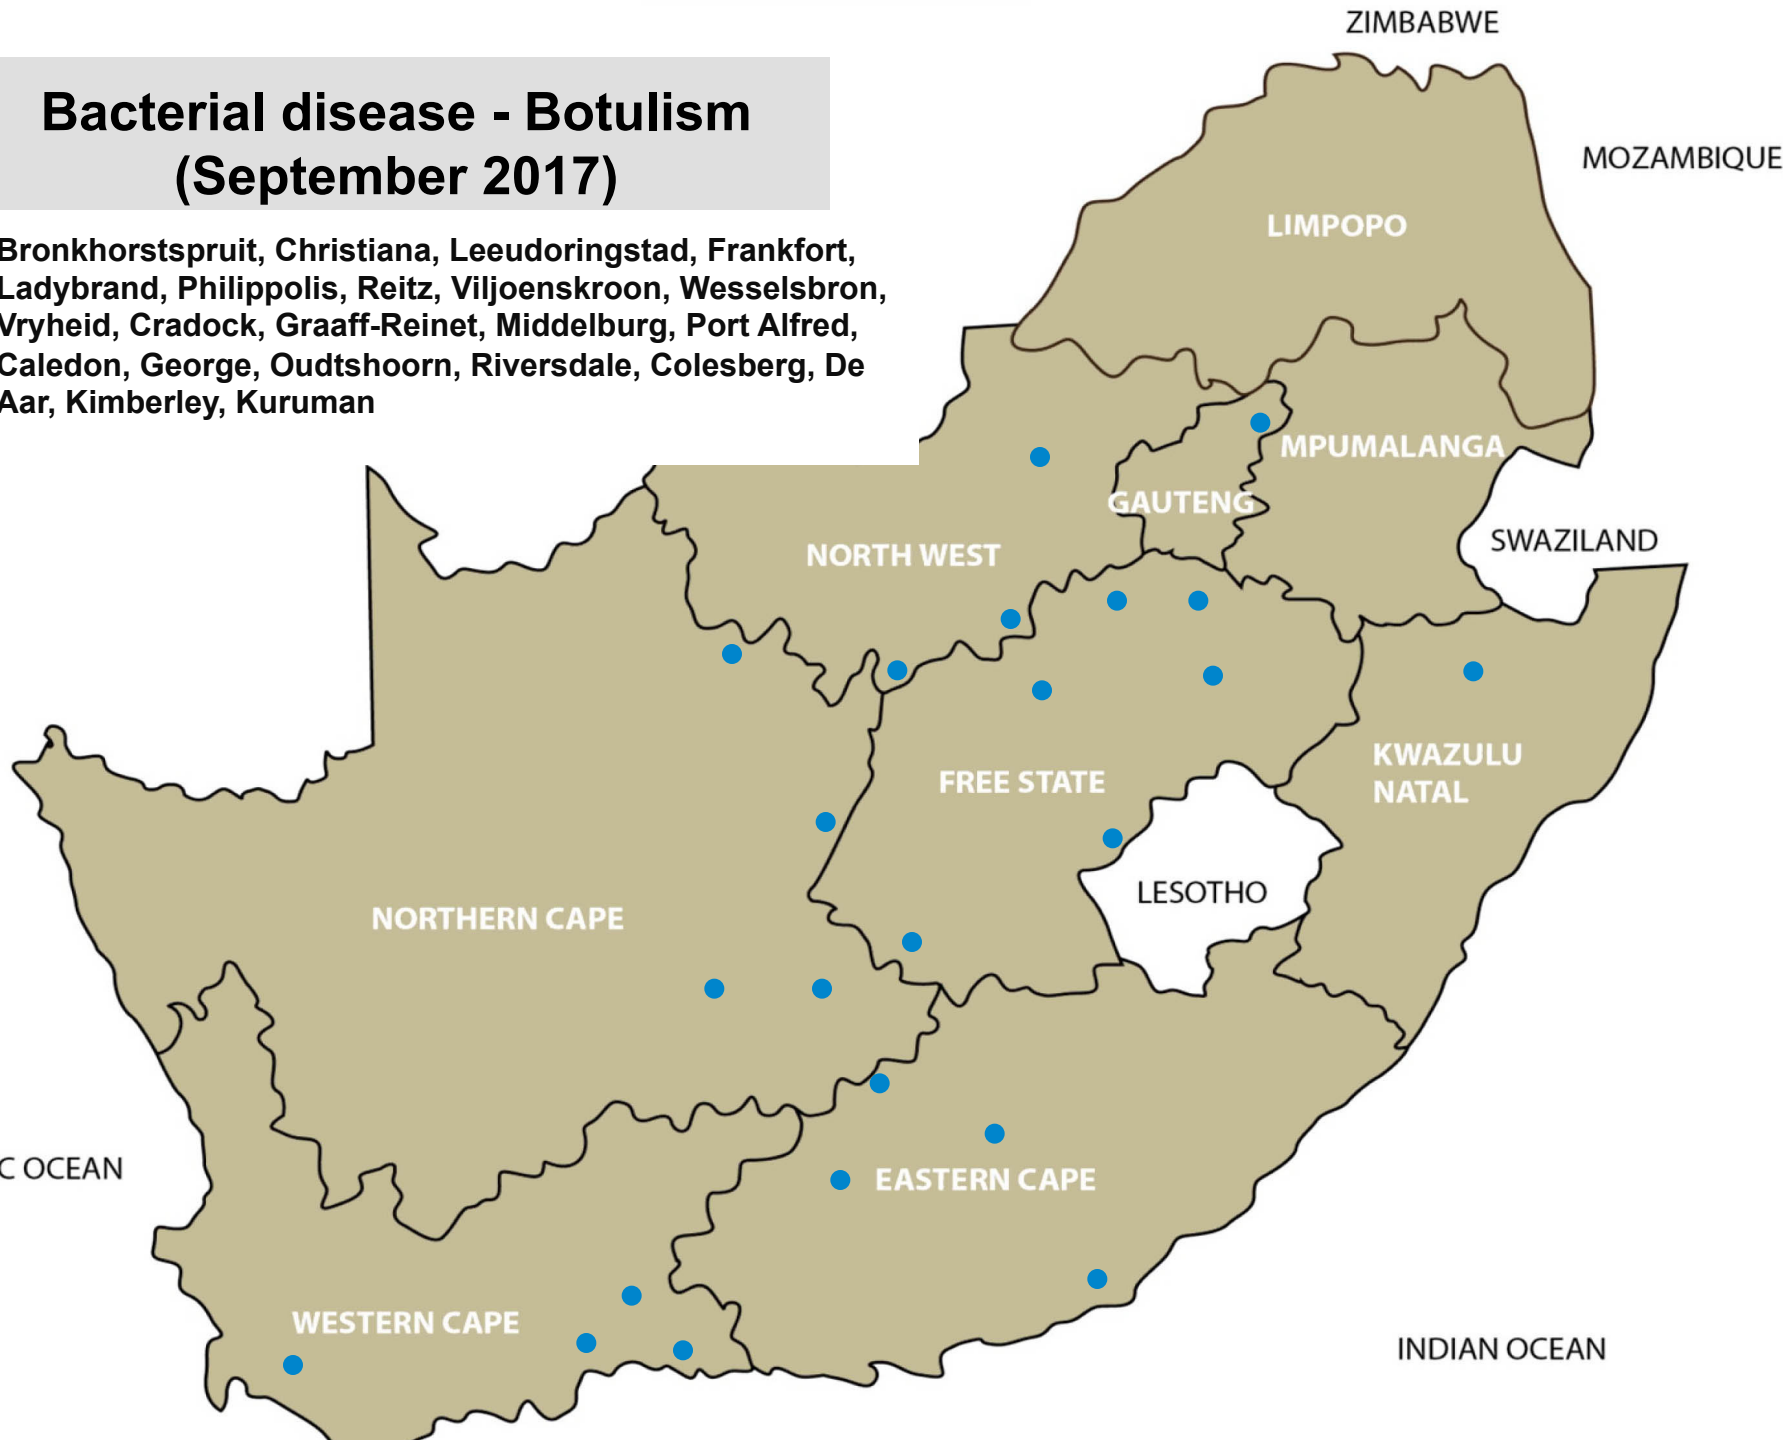 ZIMBABWE
Bacterial disease - Botulism
(September 2017)
MOZAMBIQUE
LIMPOPO
Bronkhorstspruit, Christiana, Leeudoringstad, Frankfort,
Ladybrand, Philippolis, Reitz, Viljoenskroon, Wesselsbron,
Vryheid, Cradock, Graaff-Reinet, Middelburg, Port Alfred,
Caledon, George, Oudtshoorn, Riversdale, Colesberg, De
Aar, Kimberley, Kuruman
MPUMALANGA
GAUTENG
SWAZILAND
NORTH WEST
KWAZULU
NATAL
FREE STATE
LESOTHO
NORTHERN CAPE
C OCEAN
EASTERN CAPE
WESTERN CAPE
INDIAN OCEAN